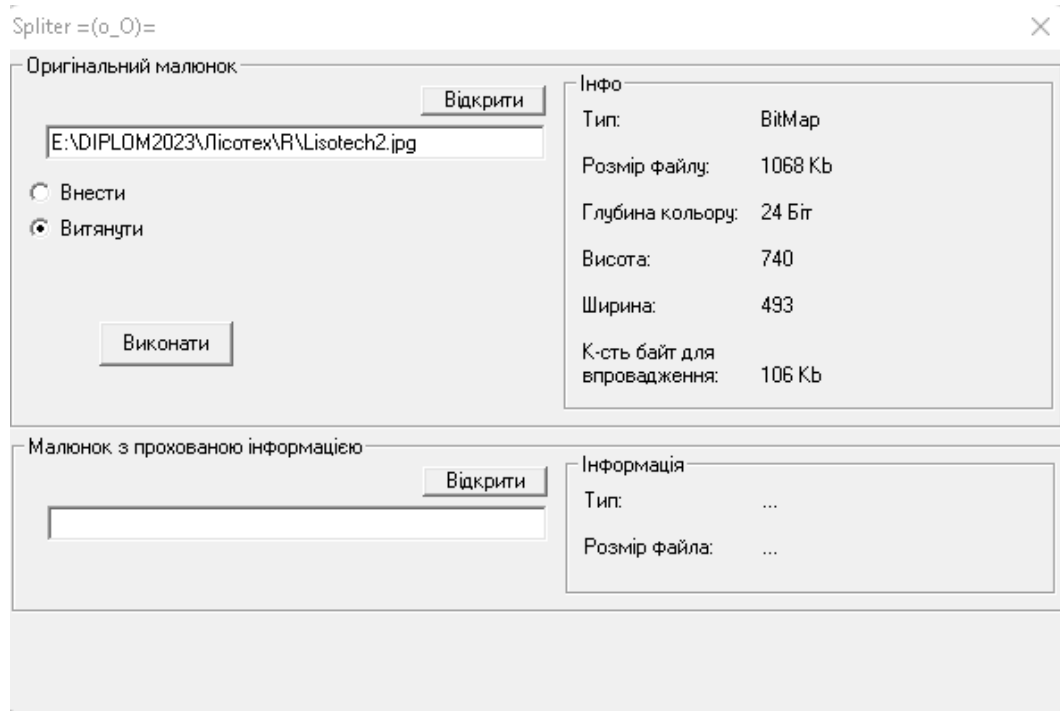 Spliter =(o_O)=
Оригінальний малюнок
Відкрити
E:\DIPLOM2023\Лісотех\R\Lisotech2.jpg
Внести
Витянути
Виконати
Інфо
Тип: BitMap
Розмір файлу: 1068 Kb
Глубина кольору: 24 Біт
Висота: 740
Ширина: 493
К-сть байт для
впровадження: 106 Kb
Малюнок з прохованою інформацією
Відкрити
Інформація
Тип: ...
Розмір файла: ...